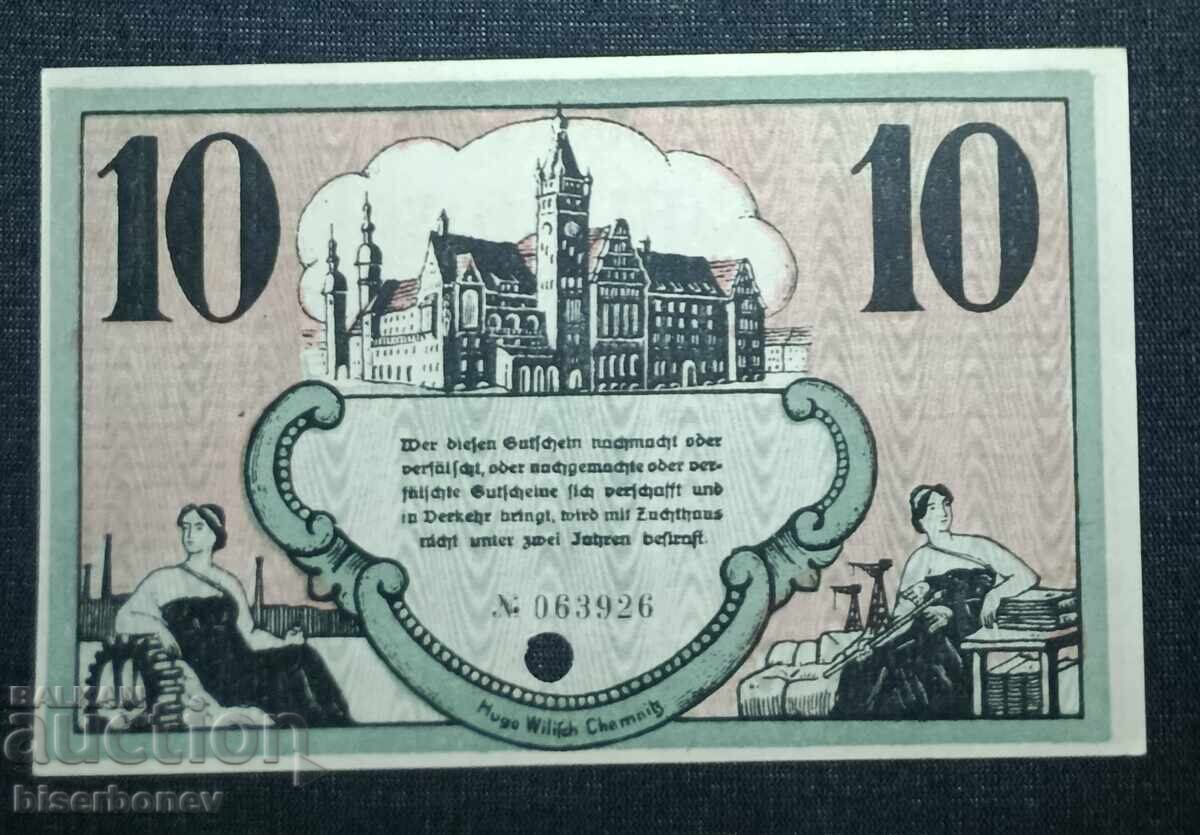 10
10
Wer diesen Gutschein nachmacht oder
verfälscht, oder nachgemachte oder ver-
fälschte Gutscheine sich verschafft und
in Verkehr bringt, wird mit Zuchthaus
nicht unter zwei Jahren bestraft.
№ 063926
Hugo Wilisch Chemnitz
BALKAN
auction
biserbonev